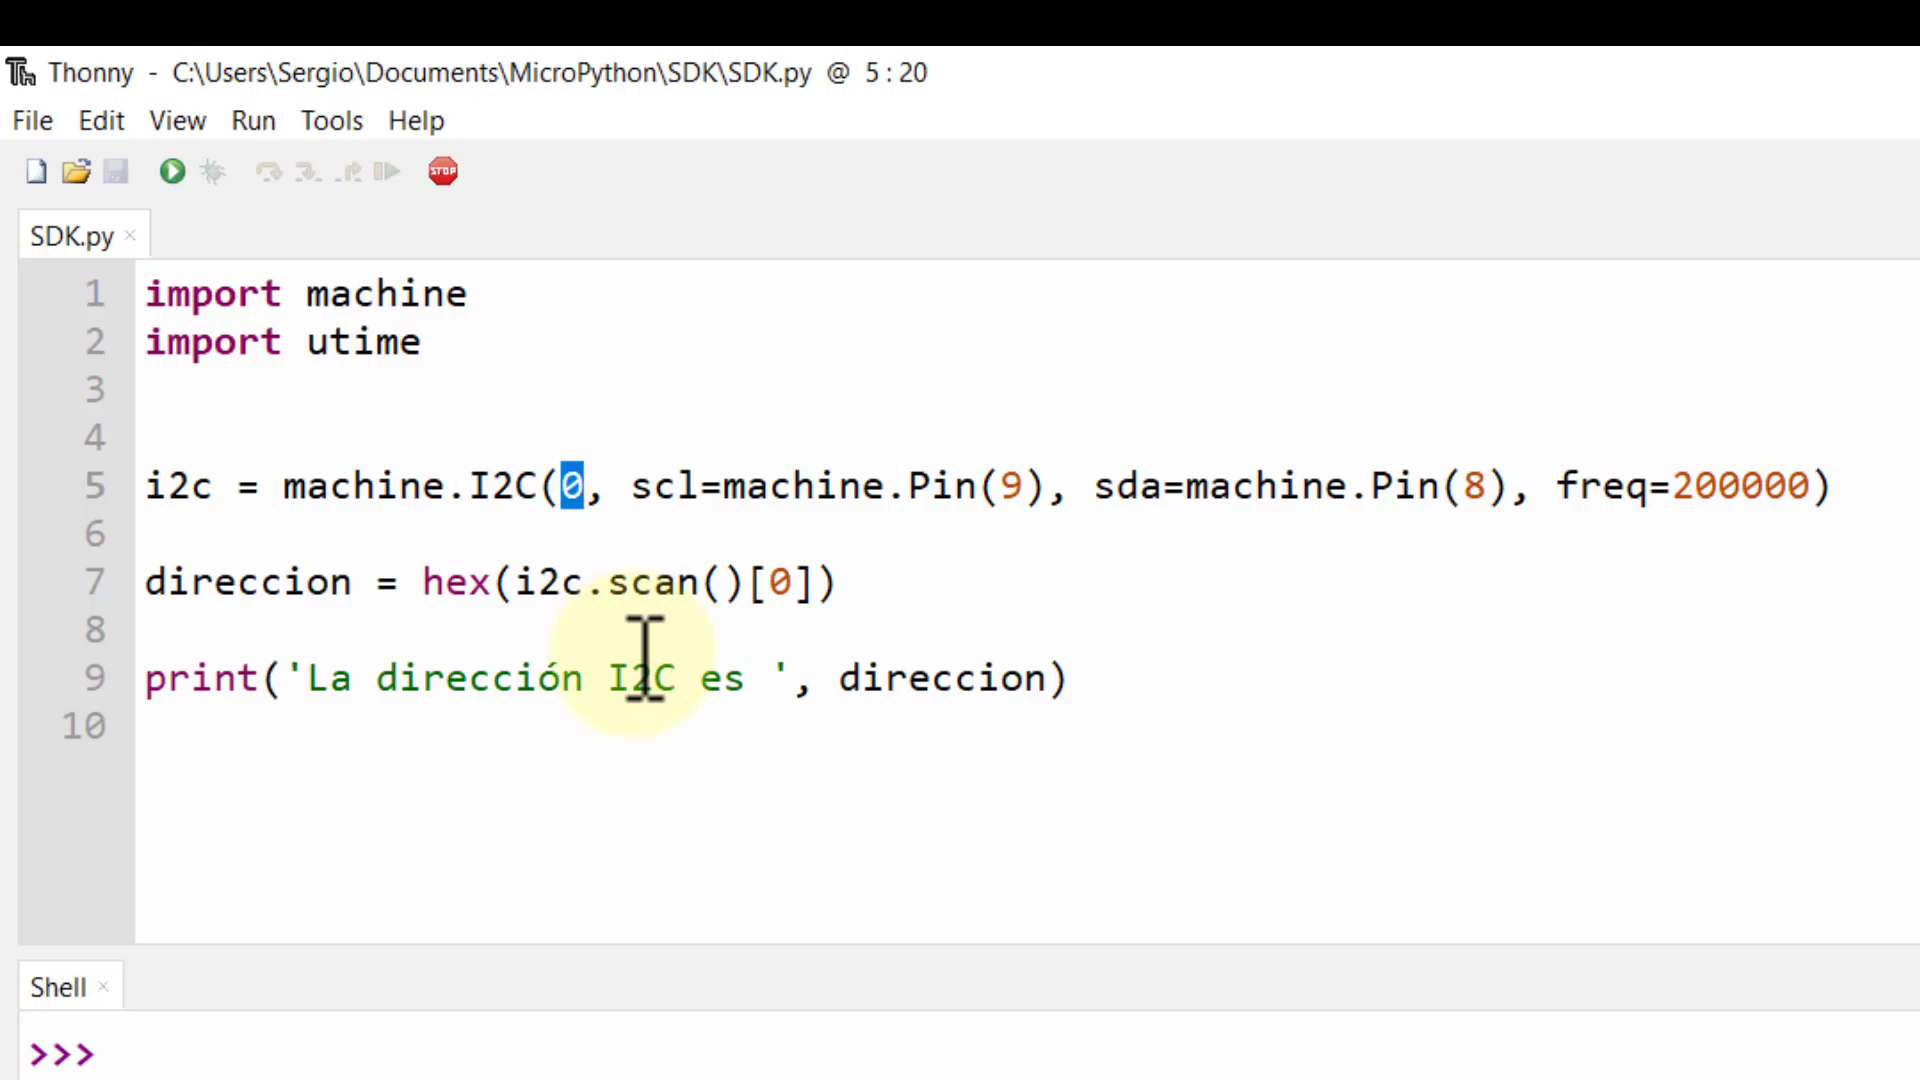 Thonny - C:\Users\Sergio\Documents\MicroPython\SDK\SDK.py @ 5 : 20
File Edit View Run Tools Help
STOP
SDK.py ×
1 import machine
2 import utime
3
4
5 i2c = machine.I2C(0, scl=machine.Pin(9), sda=machine.Pin(8), freq=200000)
6
7 direccion = hex(i2c.scan()[0])
8
9 print('La dirección I2C es ', direccion)
10
Shell ×
>>>